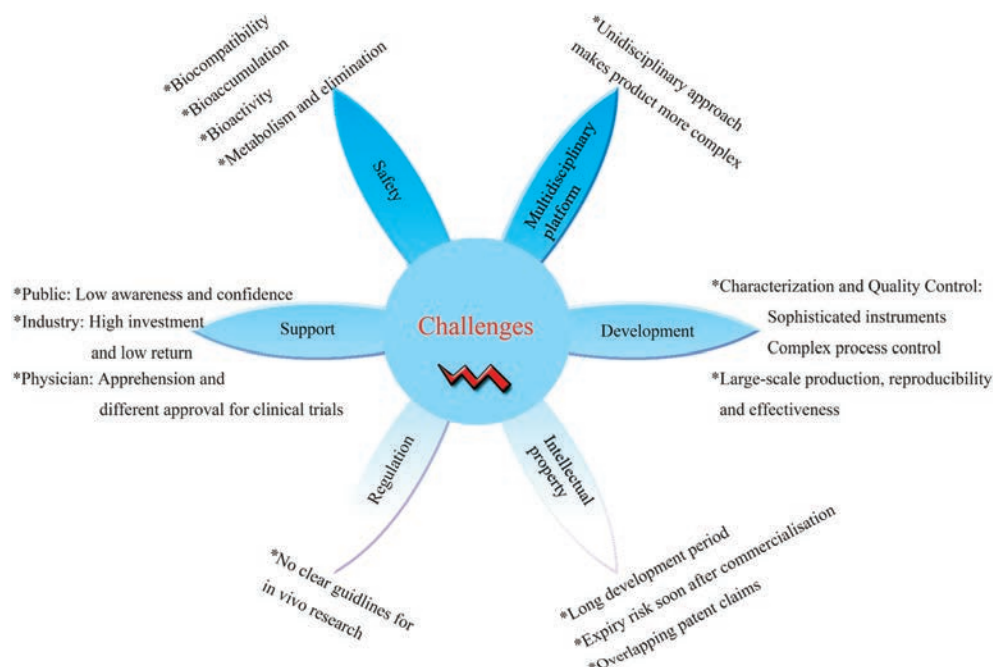 *Biocompatibility
*Bioaccumulation
*Bioactivity
*Metabolism and elimination
Safety
*Unidisciplinary approach
makes product more complex
Multidisciplinary
platform
*Public: Low awareness and confidence
*Industry: High investment
and low return
*Physician: Apprehension and
different approval for clinical trials
Support
Challenges
Development
*Characterization and Quality Control:
Sophisticated instruments
Complex process control
*Large-scale production, reproducibility
and effectiveness
Regulation
*No clear guidlines for
in vivo research
Intellectual
property
*Long development period
*Expiry risk soon after commercialisation
*Overlapping patent claims